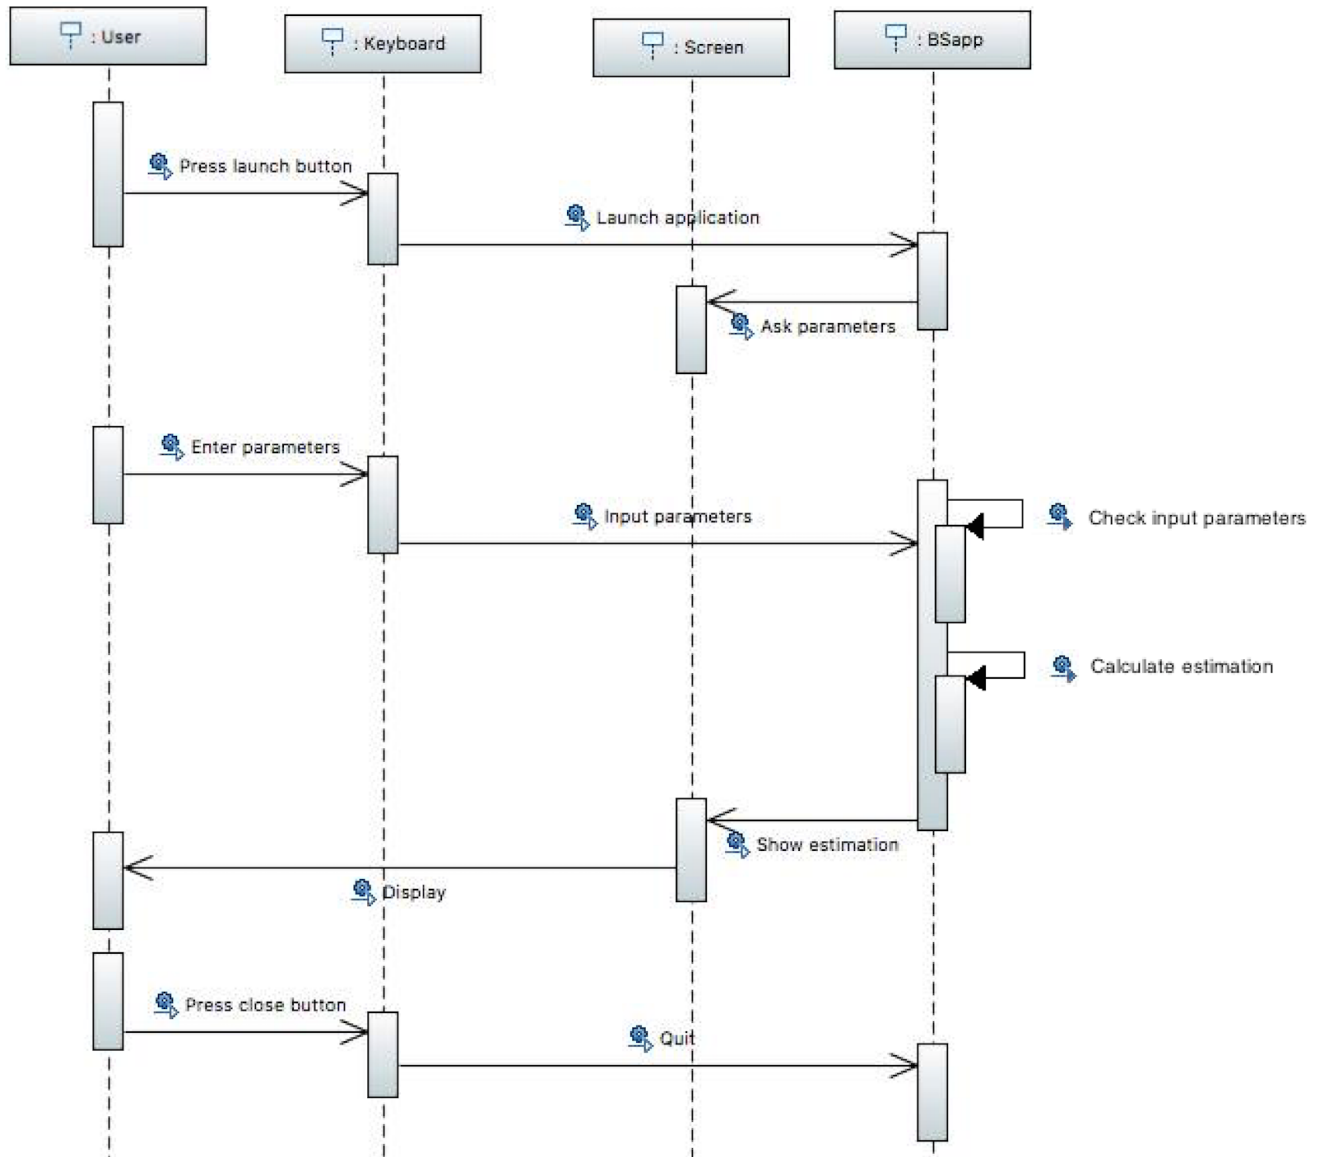 : User
: Keyboard
: Screen
: BSapp
Press launch button
Launch application
Ask parameters
Enter parameters
Input parameters
Check input parameters
Calculate estimation
Show estimation
Display
Press close button
Quit